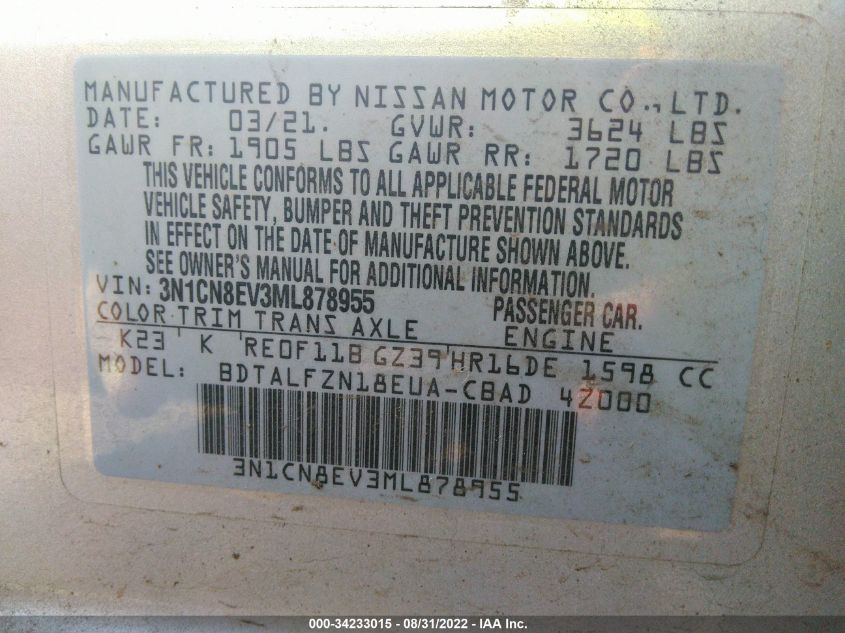 MANUFACTURED BY NISSAN MOTOR CO., LTD.
DATE: 03/21. GVWR: 3624 LBS
GAWR FR: 1905 LBS GAWR RR: 1720 LBS
THIS VEHICLE CONFORMS TO ALL APPLICABLE FEDERAL MOTOR
VEHICLE SAFETY, BUMPER AND THEFT PREVENTION STANDARDS
IN EFFECT ON THE DATE OF MANUFACTURE SHOWN ABOVE.
SEE OWNER'S MANUAL FOR ADDITIONAL INFORMATION.
VIN: 3N1CN8EV3ML878955 PASSENGER CAR.
COLOR TRIM TRANS AXLE ENGINE
K23 K RE0F11B GZ39 HR16DE 1598 CC
MODEL: BDTALFZN18EUA-CBAD 4Z000
3N1CN8EV3ML878955
000-34233015 - 08/31/2022 - IAA Inc.